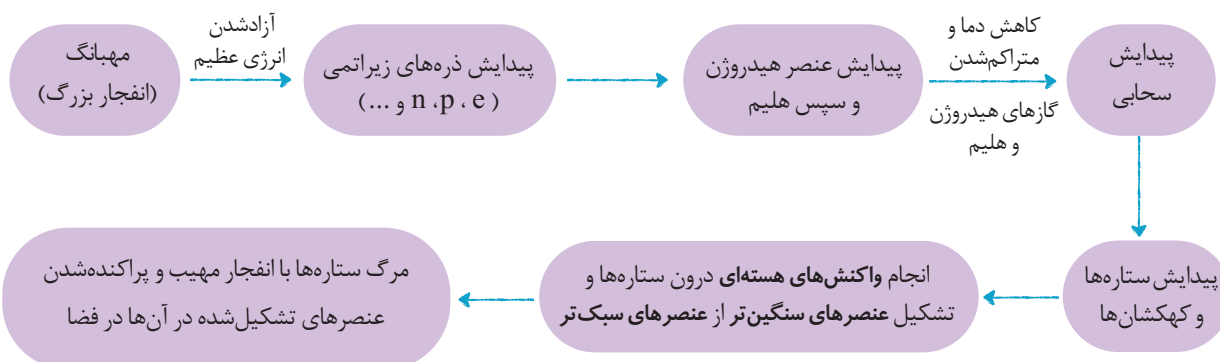 مهبانگ
(انفجار بزرگ)
آزادشدن
انرژی عظیم
پیدایش ذره‌های زیراتمی
(n ،p ، e و ...)
پیدایش عنصر هیدروژن
و سپس هلیم
کاهش دما و
متراکم‌شدن
گازهای هیدروژن
و هلیم
پیدایش
سحابی
پیدایش ستاره‌ها
و کهکشان‌ها
انجام واکنش‌های هسته‌ای درون ستاره‌ها و
تشکیل عنصرهای سنگین‌تر از عنصرهای سبک‌تر
مرگ ستاره‌ها با انفجار مهیب و پراکنده‌شدن
عنصرهای تشکیل‌شده در آن‌ها در فضا